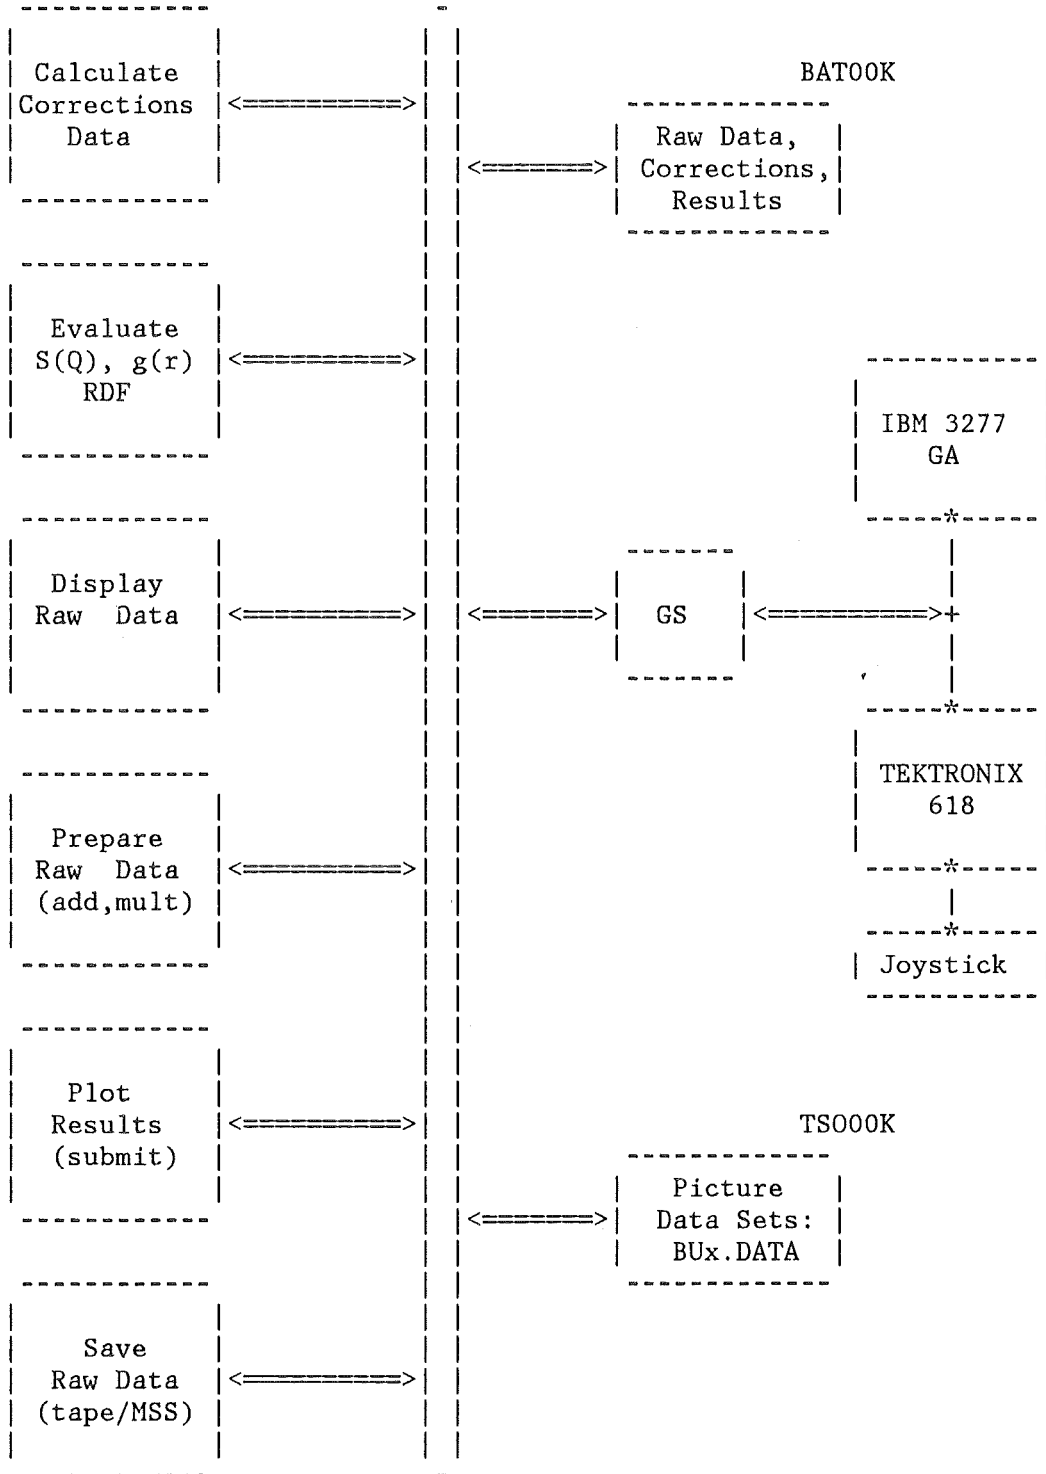 Calculate
Corrections
Data
BAT00K
Raw Data,
Corrections,
Results
Evaluate
S(Q), g(r)
RDF
IBM 3277
GA
Display
Raw Data
GS
TEKTRONIX
618
Prepare
Raw Data
(add,mult)
Joystick
Plot
Results
(submit)
TSO00K
Picture
Data Sets:
BUx.DATA
Save
Raw Data
(tape/MSS)